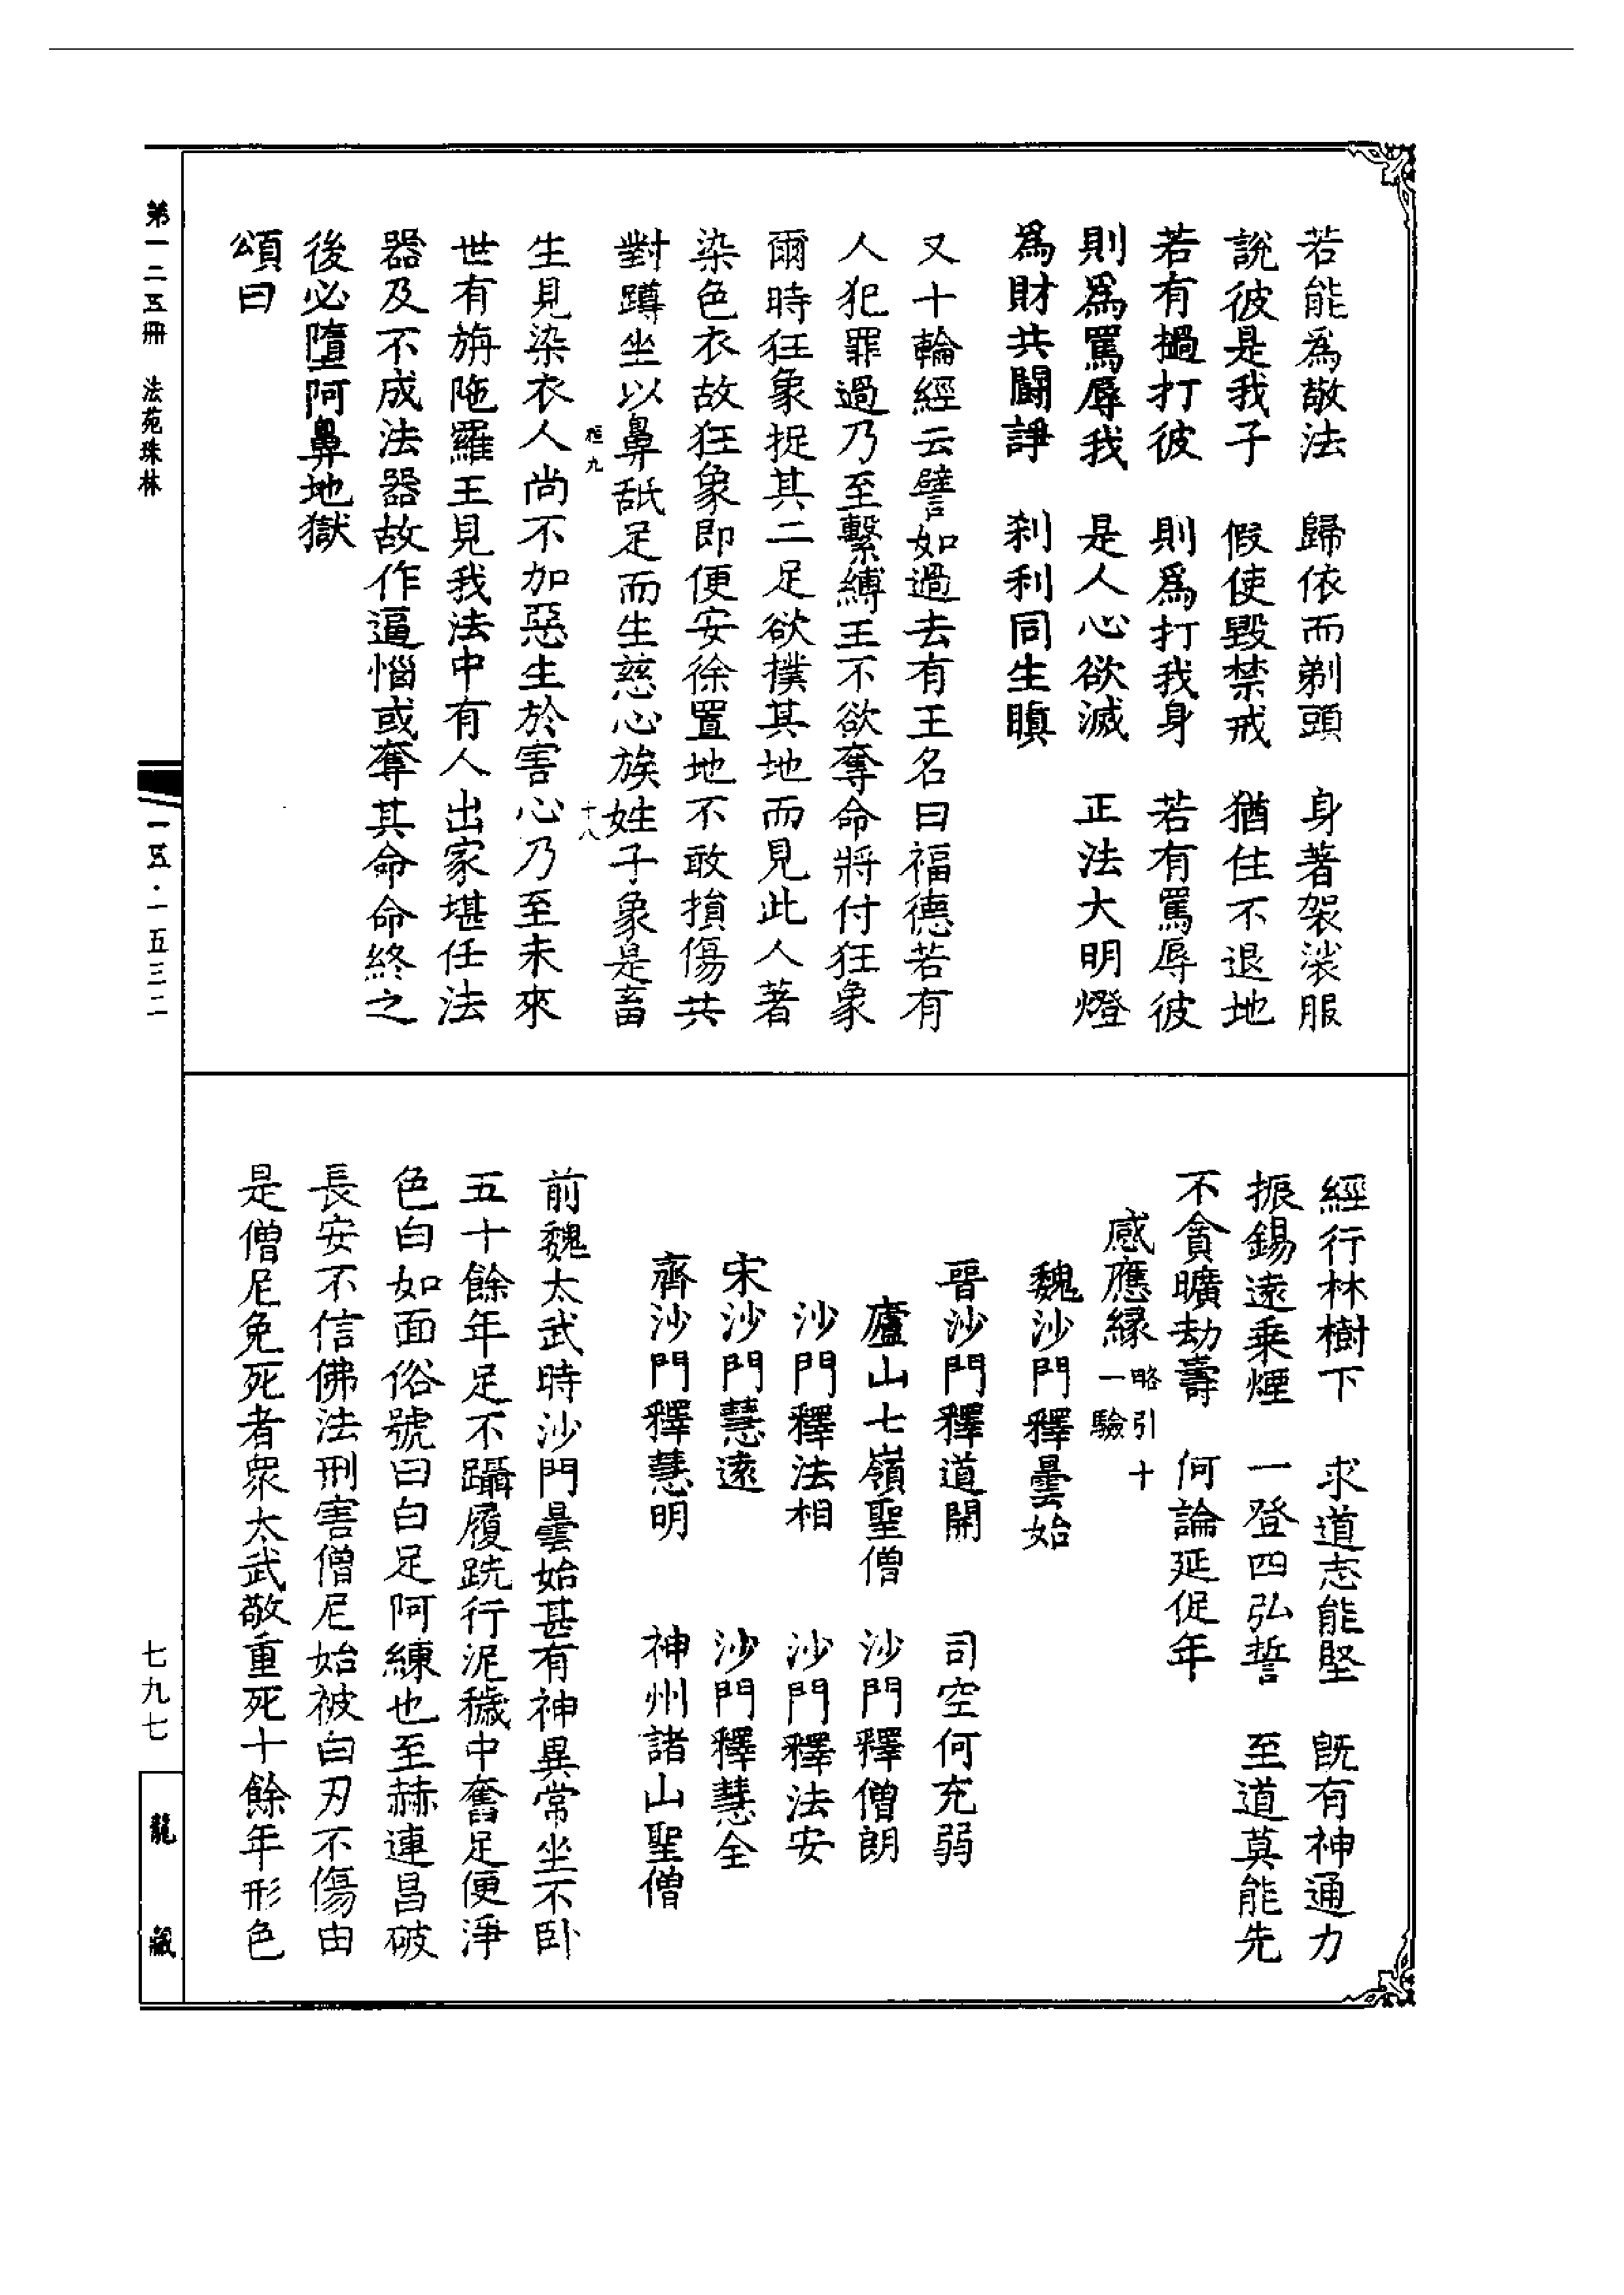 若能為敬法　歸依而剃頭　身著袈裟服
說彼是我子　假使毀禁戒　猶住不退地
若有撾打彼　則爲打我身　若有罵辱彼
則爲罵辱我　是人心欲滅　正法大明燈
爲財共鬪諍　刹利同生瞋
又十輪經云譬如過去有王名曰福德若有
人犯罪過乃至繫縛王不欲奪命將付狂象
爾時狂象捉其二足欲撲其地而見此人著
染色衣故狂象即便安徐置地不敢損傷共
對蹲坐以鼻舐足而生慈心族姓子象是畜
十八
生見染衣人尚不加惡生於害心乃至未來
世有旃陁羅王見我法中有人出家堪任法
器及不成法器故作逼惱或奪其命命終之
後必墮阿鼻地獄
頌曰
經行林樹下　求道志能堅　既有神通力
振錫遠乘煙　一登四弘誓　至道莫能先
不貪曠劫壽　何論延促年
感應緣略引十一驗
魏沙門釋曇始
晉沙門釋道開　司空何充弱
廬山七嶺聖僧　沙門釋僧朗
沙門釋法相　沙門釋法安
宋沙門慧遠　沙門釋慧全
齊沙門釋慧明　神州諸山聖僧
前魏太武時沙門曇始甚有神異常坐不卧
五十餘年足不躡履跣行泥穢中奮足便淨
色白如面俗號曰白足阿練也至赫連昌破
長安不信佛法刑害僧尼始被白刃不傷由
是僧尼免死者衆太武敬重死十餘年形色
第一二五冊　法苑珠林
一二五·一五三二
七九七
龍藏